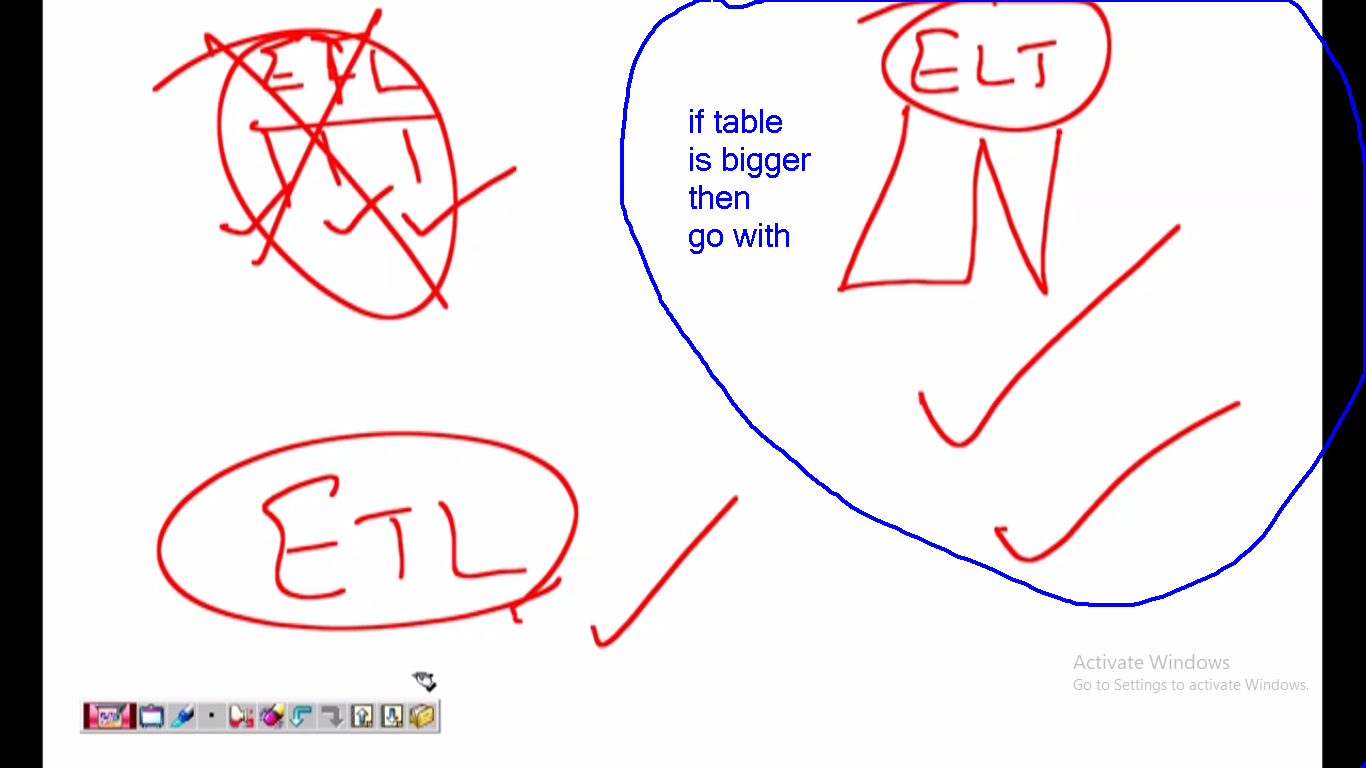 ETL
ELT
if table
is bigger
then
go with
ETL
Activate Windows
Go to Settings to activate Windows.